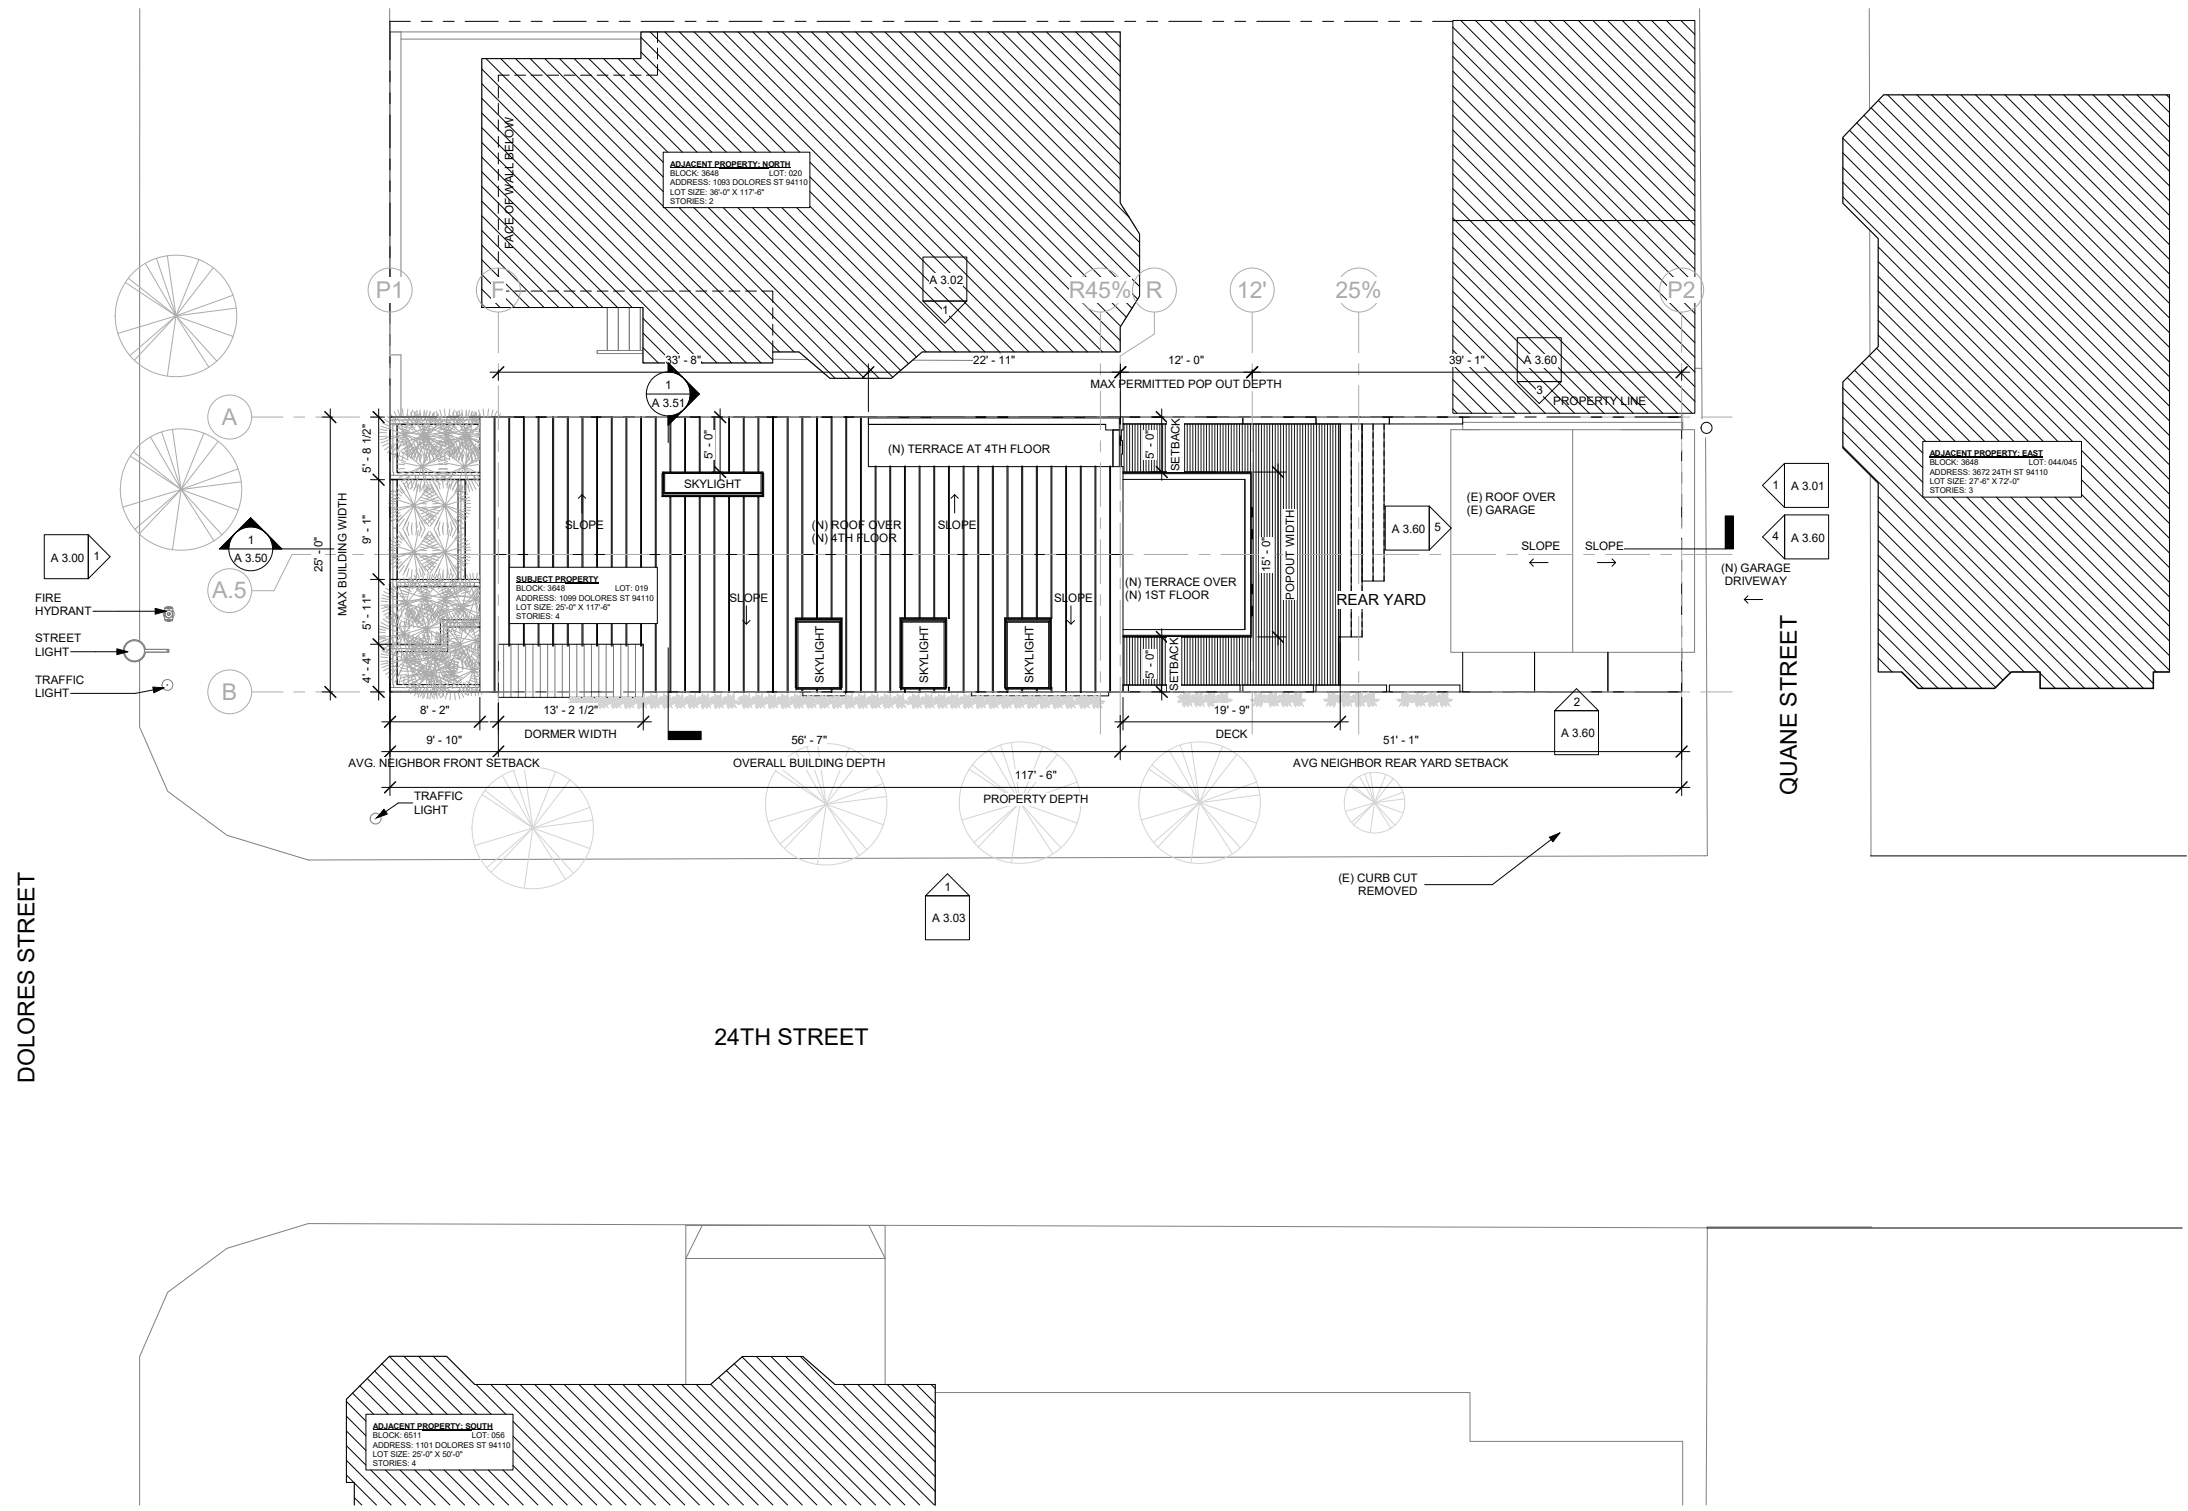 FACE OF WALL BELOW
ADJACENT PROPERTY: NORTH
BLOCK: 3648 LOT: 020
ADDRESS: 1093 DOLORES ST 94110
LOT SIZE: 36'-0" X 117'-6"
STORIES: 2
A 3.02
1
P1
F
R45%
R
12'
25%
P2
33' - 8"
22' - 11"
12' - 0"
39' - 1"
A 3.60
3
MAX PERMITTED POP OUT DEPTH
PROPERTY LINE
1
A 3.51
A
5' - 8 1/2"
5' - 0"
(N) TERRACE AT 4TH FLOOR
5' - 0"
SETBACK
SKYLIGHT
ADJACENT PROPERTY: EAST
BLOCK: 3648 LOT: 044/045
ADDRESS: 3672 24TH ST 94110
LOT SIZE: 27'-6" X 72'-0"
STORIES: 3
1
A 3.01
(E) ROOF OVER
(E) GARAGE
SLOPE
(N) ROOF OVER
(N) 4TH FLOOR
SLOPE
A 3.60
5
4
A 3.60
9' - 1"
25' - 0"
MAX BUILDING WIDTH
1
A 3.50
A 3.00
1
A.5
SLOPE
SLOPE
(N) GARAGE
DRIVEWAY
15' - 0"
POPOUT WIDTH
(N) TERRACE OVER
(N) 1ST FLOOR
REAR YARD
SUBJECT PROPERTY
BLOCK: 3648 LOT: 019
ADDRESS: 1099 DOLORES ST 94110
LOT SIZE: 25'-0" X 117'-6"
STORIES: 4
SLOPE
SLOPE
FIRE
HYDRANT
STREET
LIGHT
TRAFFIC
LIGHT
5' - 11"
4' - 4"
SKYLIGHT
SKYLIGHT
SKYLIGHT
5' - 0"
SETBACK
B
QUANE STREET
8' - 2"
13' - 2 1/2"
DORMER WIDTH
19' - 9"
DECK
2
A 3.60
9' - 10"
AVG. NEIGHBOR FRONT SETBACK
56' - 7"
OVERALL BUILDING DEPTH
51' - 1"
AVG NEIGHBOR REAR YARD SETBACK
117' - 6"
PROPERTY DEPTH
TRAFFIC
LIGHT
(E) CURB CUT
REMOVED
1
A 3.03
DOLORES STREET
24TH STREET
ADJACENT PROPERTY: SOUTH
BLOCK: 6511 LOT: 056
ADDRESS: 1101 DOLORES ST 94110
LOT SIZE: 25'-0" X 50'-0"
STORIES: 4